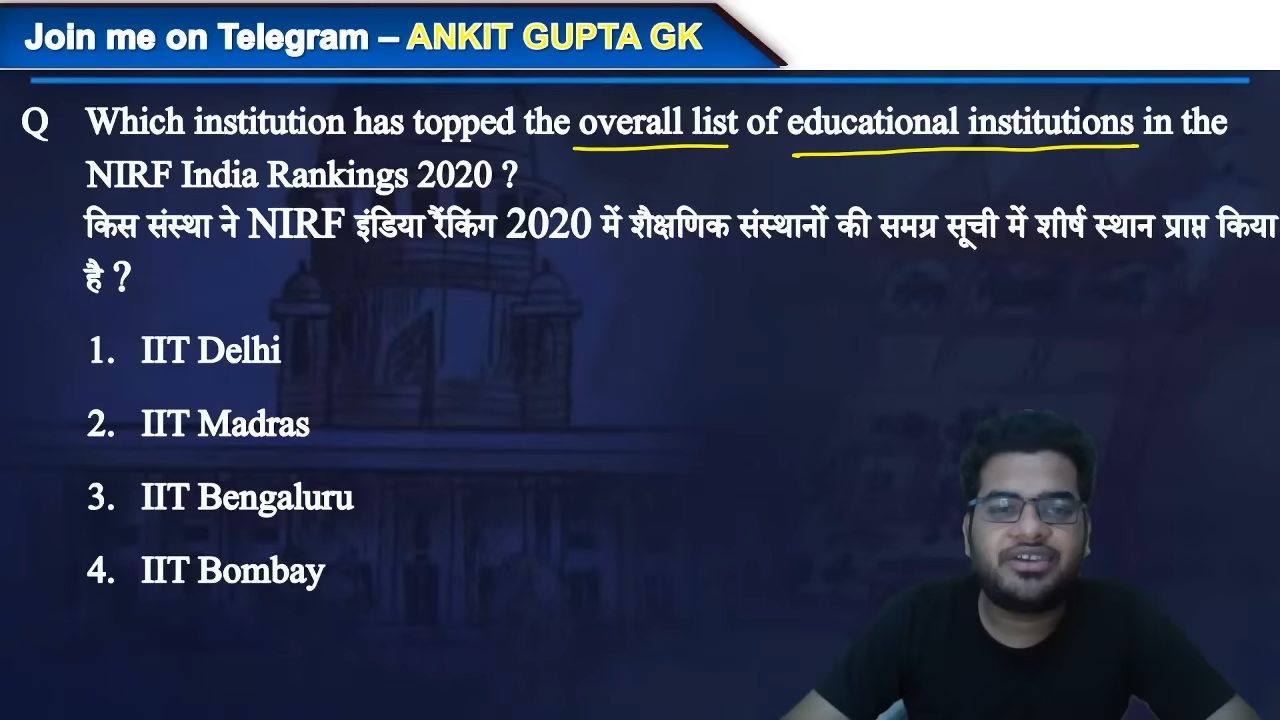 Join me on Telegram – ANKIT GUPTA GK
Q Which institution has topped the overall list of educational institutions in the
NIRF India Rankings 2020 ?
किस संस्था ने NIRF इंडिया रैंकिंग 2020 में शैक्षणिक संस्थानों की समग्र सूची में शीर्ष स्थान प्राप्त किया
है ?
1. IIT Delhi
2. IIT Madras
3. IIT Bengaluru
4. IIT Bombay